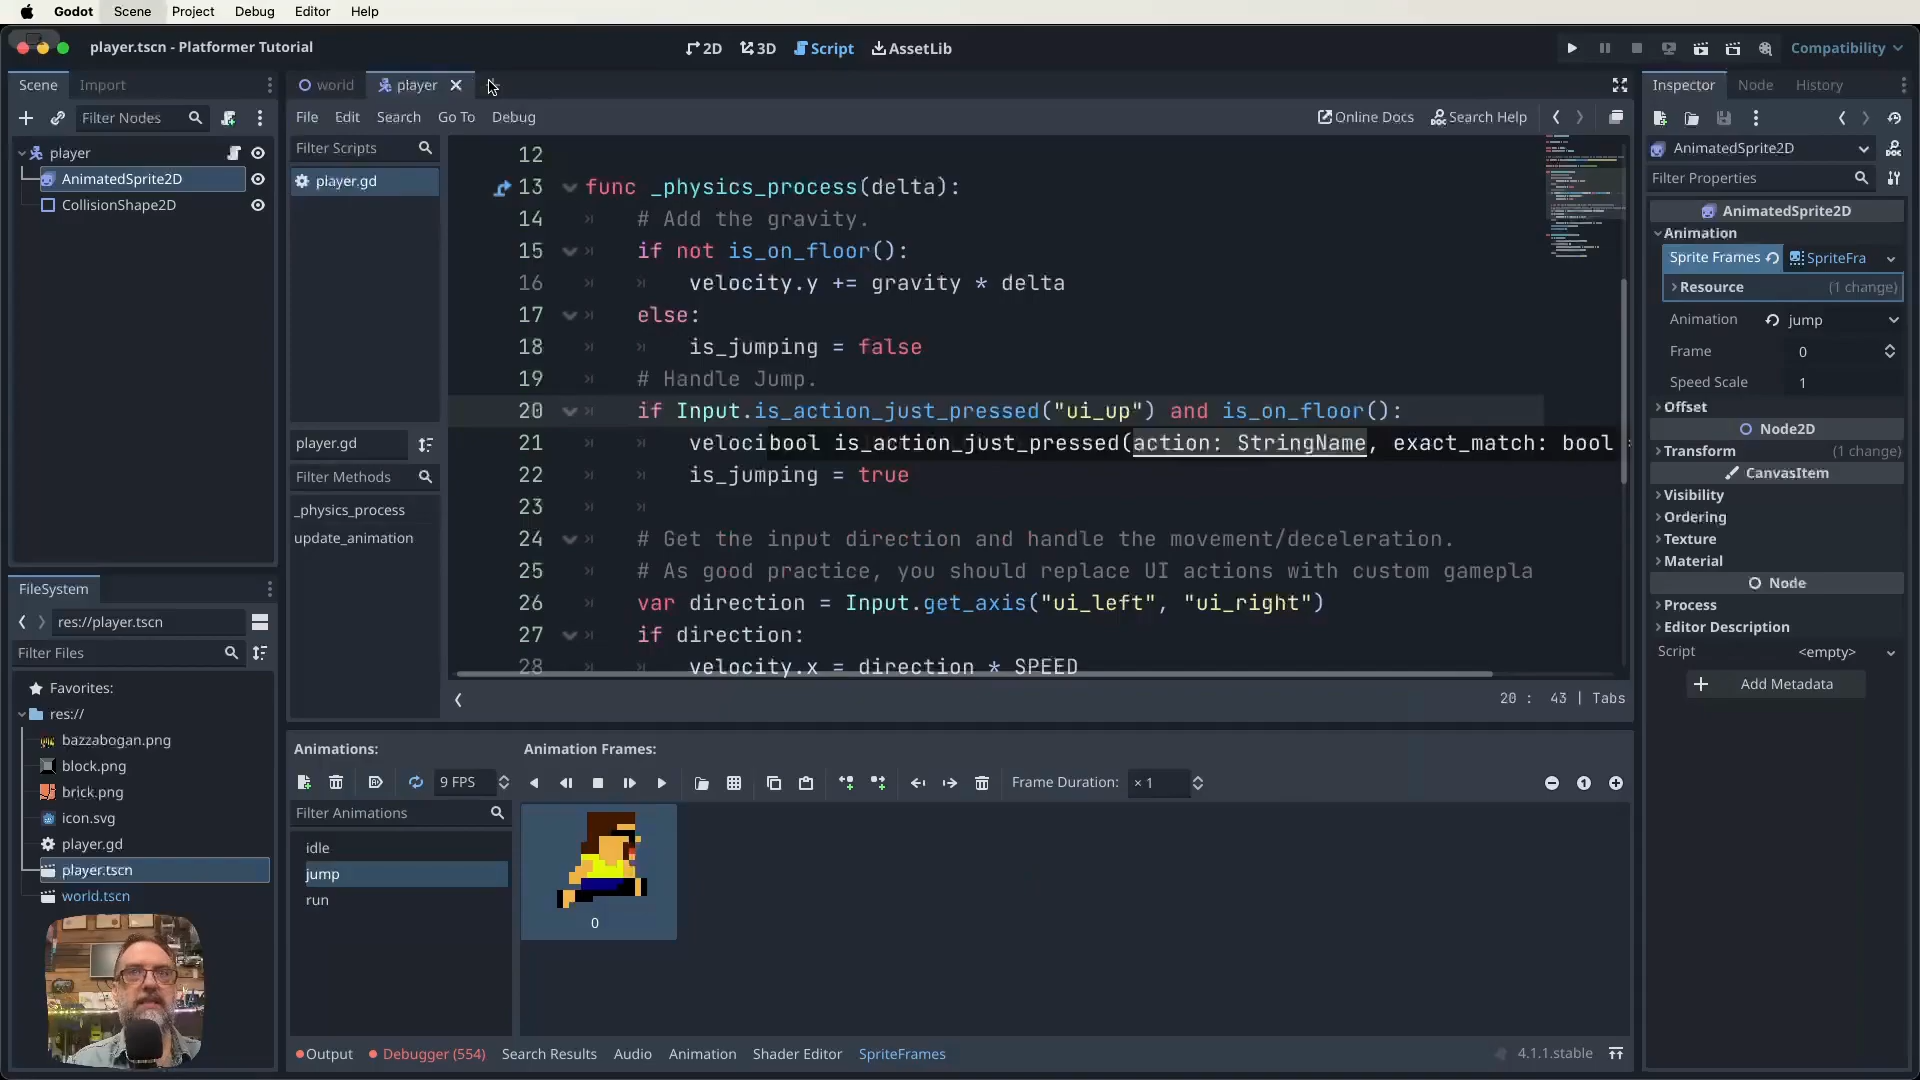 Godot Scene Project Debug Editor Help
player.tscn - Platformer Tutorial
2D 3D Script AssetLib
Compatibility
Scene Import
Filter Nodes
player
AnimatedSprite2D
CollisionShape2D
FileSystem
res://player.tscn
Filter Files
Favorites:
res://
bazzabogan.png
block.png
brick.png
icon.svg
player.gd
player.tscn
world.tscn
world player
File Edit Search Go To Debug
Online Docs Search Help
Filter Scripts
player.gd
player.gd
Filter Methods
_physics_process
update_animation
12
13 func _physics_process(delta):
14 # Add the gravity.
15 if not is_on_floor():
16 velocity.y += gravity * delta
17 else:
18 is_jumping = false
19 # Handle Jump.
20 if Input.is_action_just_pressed("ui_up") and is_on_floor():
21 veloci bool is_action_just_pressed(action: StringName, exact_match: bool
22 is_jumping = true
23
24 # Get the input direction and handle the movement/deceleration.
25 # As good practice, you should replace UI actions with custom gamepla
26 var direction = Input.get_axis("ui_left", "ui_right")
27 if direction:
28 velocity.x = direction * SPEED
20 : 43 | Tabs
Animations:
9 FPS
Filter Animations
idle
jump
run
Animation Frames:
Frame Duration: × 1
1
0
Output Debugger (554) Search Results Audio Animation Shader Editor SpriteFrames
4.1.1.stable
Inspector Node History
AnimatedSprite2D
Filter Properties
AnimatedSprite2D
Animation
Sprite Frames SpriteFra
Resource (1 change)
Animation jump
Frame 0
Speed Scale 1
Offset
Node2D
Transform (1 change)
CanvasItem
Visibility
Ordering
Texture
Material
Node
Process
Editor Description
Script <empty>
Add Metadata